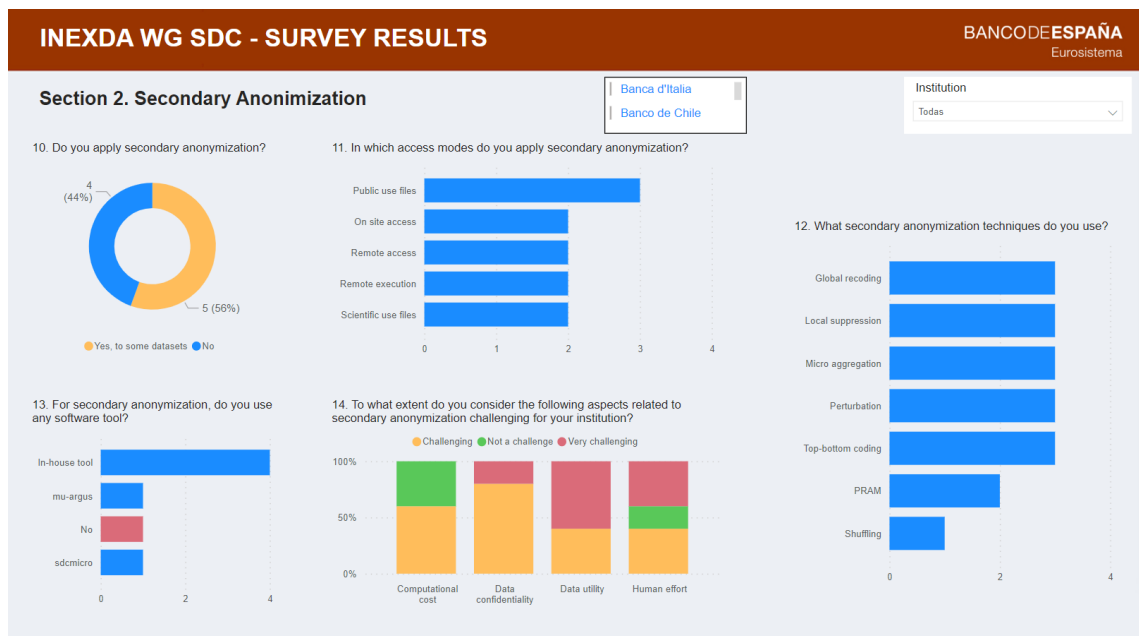 INEXDA WG SDC - SURVEY RESULTS
BANCODEESPAÑA
Eurosistema
Section 2. Secondary Anonimization
Banca d'Italia
Banco de Chile
Institution
Todas
10. Do you apply secondary anonymization?
4
(44%)
5 (56%)
Yes, to some datasets No
11. In which access modes do you apply secondary anonymization?
Public use files
On site access
Remote access
Remote execution
Scientific use files
0 1 2 3 4
12. What secondary anonymization techniques do you use?
Global recoding
Local suppression
Micro aggregation
Perturbation
Top-bottom coding
PRAM
Shuffling
0 2 4
13. For secondary anonymization, do you use
any software tool?
In-house tool
mu-argus
No
sdcmicro
0 2 4
14. To what extent do you consider the following aspects related to
secondary anonymization challenging for your institution?
Challenging Not a challenge Very challenging
100%
50%
0%
Computational
cost
Data
confidentiality
Data utility
Human effort